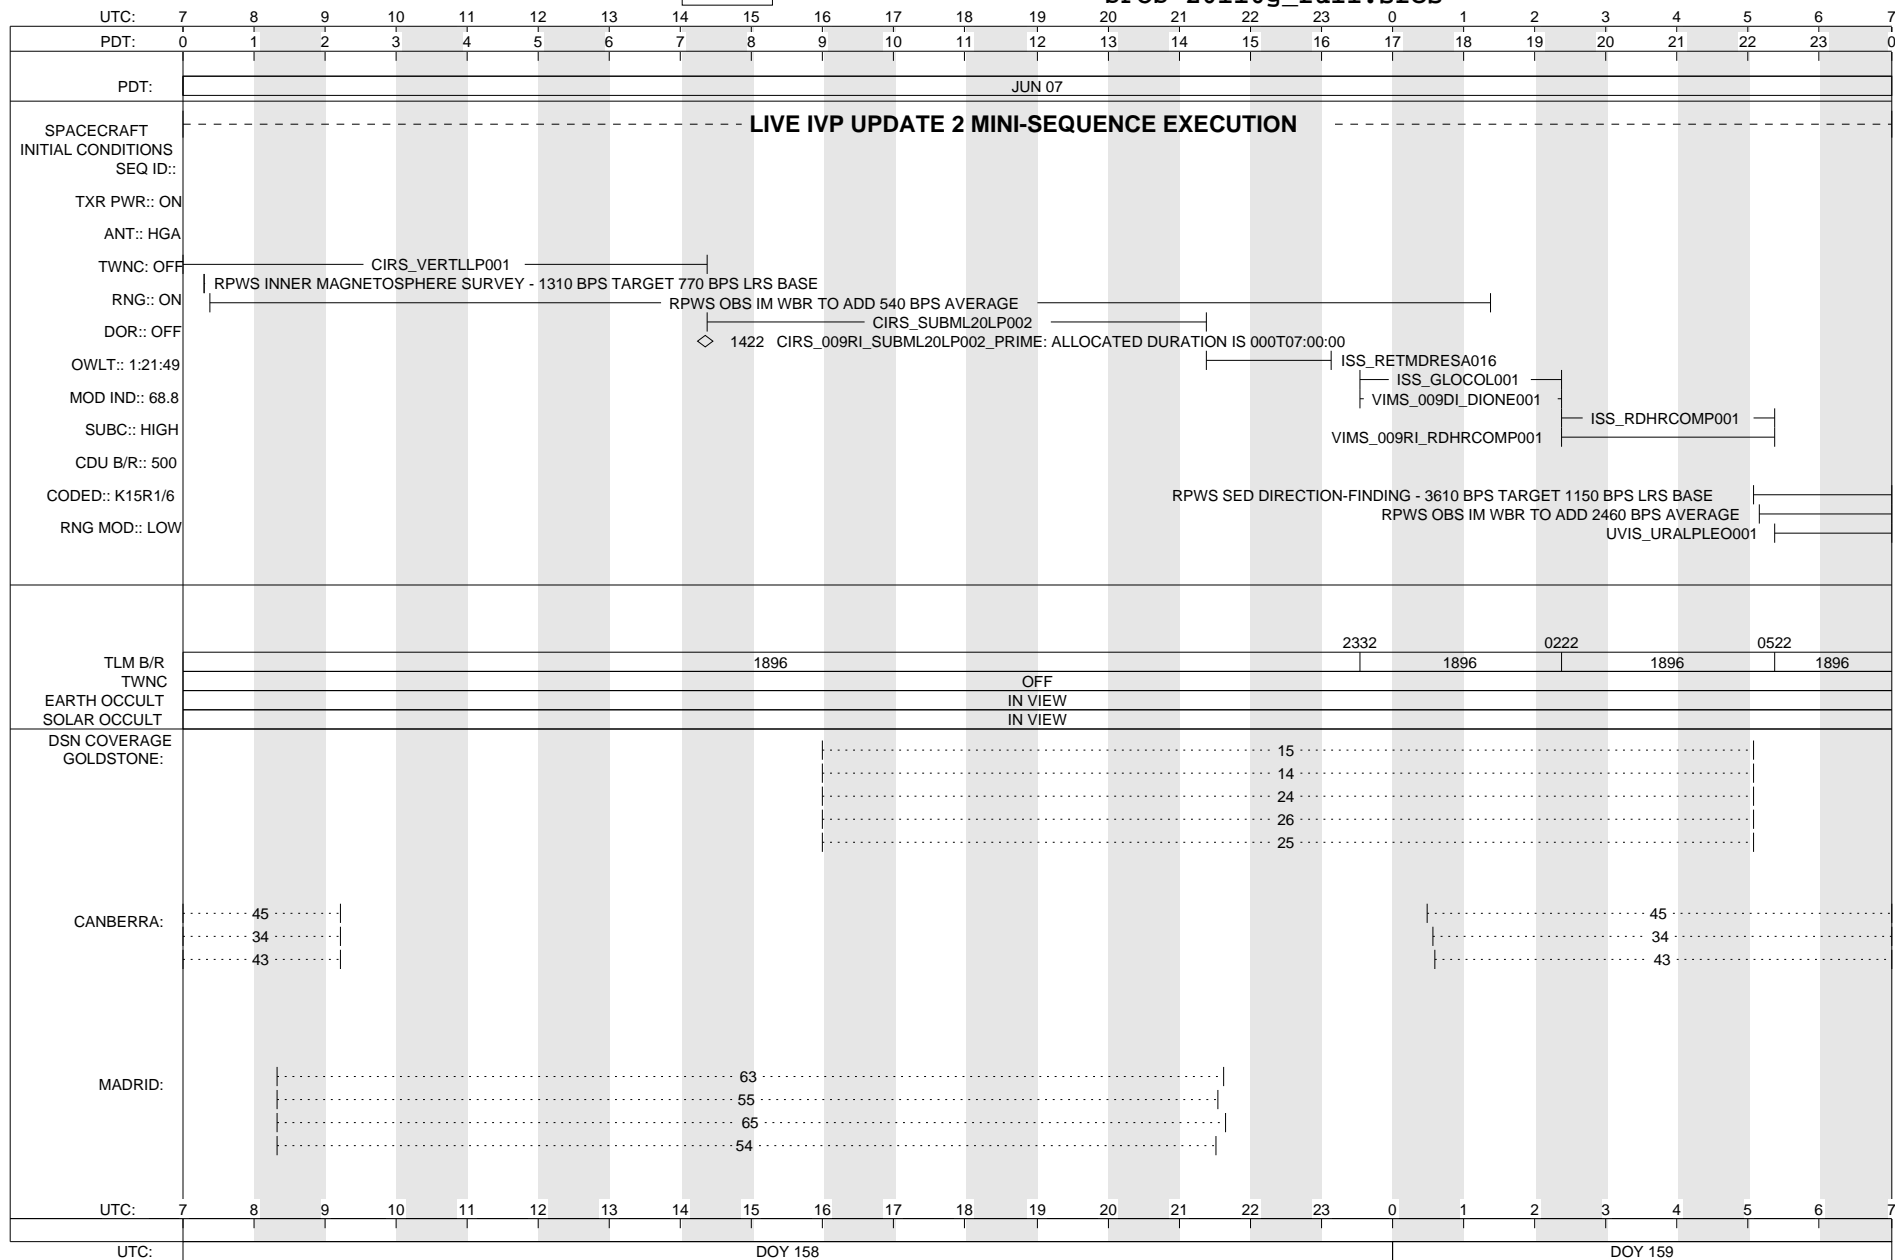 UTC: 7 8 9 10 11 12 13 14 15 16 17 18 19 20 21 22 23 0 1 2 3 4 5 6 7
PDT: 0 1 2 3 4 5 6 7 8 9 10 11 12 13 14 15 16 17 18 19 20 21 22 23 0
PDT: JUN 07
LIVE IVP UPDATE 2 MINI-SEQUENCE EXECUTION
SPACECRAFT
INITIAL CONDITIONS
SEQ ID::
TXR PWR:: ON
ANT:: HGA
TWNC: OFF
RNG:: ON
DOR:: OFF
OWLT:: 1:21:49
MOD IND:: 68.8
SUBC:: HIGH
CDU B/R:: 500
CODED:: K15R1/6
RNG MOD:: LOW
CIRS_VERTLLP001
RPWS INNER MAGNETOSPHERE SURVEY - 1310 BPS TARGET 770 BPS LRS BASE
RPWS OBS IM WBR TO ADD 540 BPS AVERAGE
CIRS_SUBML20LP002
1422 CIRS_009RI_SUBML20LP002_PRIME: ALLOCATED DURATION IS 000T07:00:00
ISS_RETMDRESA016
ISS_GLOCOL001
VIMS_009DI_DIONE001
ISS_RDHRCOMP001
VIMS_009RI_RDHRCOMP001
RPWS SED DIRECTION-FINDING - 3610 BPS TARGET 1150 BPS LRS BASE
RPWS OBS IM WBR TO ADD 2460 BPS AVERAGE
UVIS_URALPLEO001
2332 0222 0522
TLM B/R 1896 1896 1896 1896
TWNC OFF
EARTH OCCULT IN VIEW
SOLAR OCCULT IN VIEW
DSN COVERAGE
GOLDSTONE:
15
14
24
26
25
CANBERRA:
45 45
34 34
43 43
MADRID:
63
55
65
54
UTC: 7 8 9 10 11 12 13 14 15 16 17 18 19 20 21 22 23 0 1 2 3 4 5 6 7
UTC: DOY 158 DOY 159